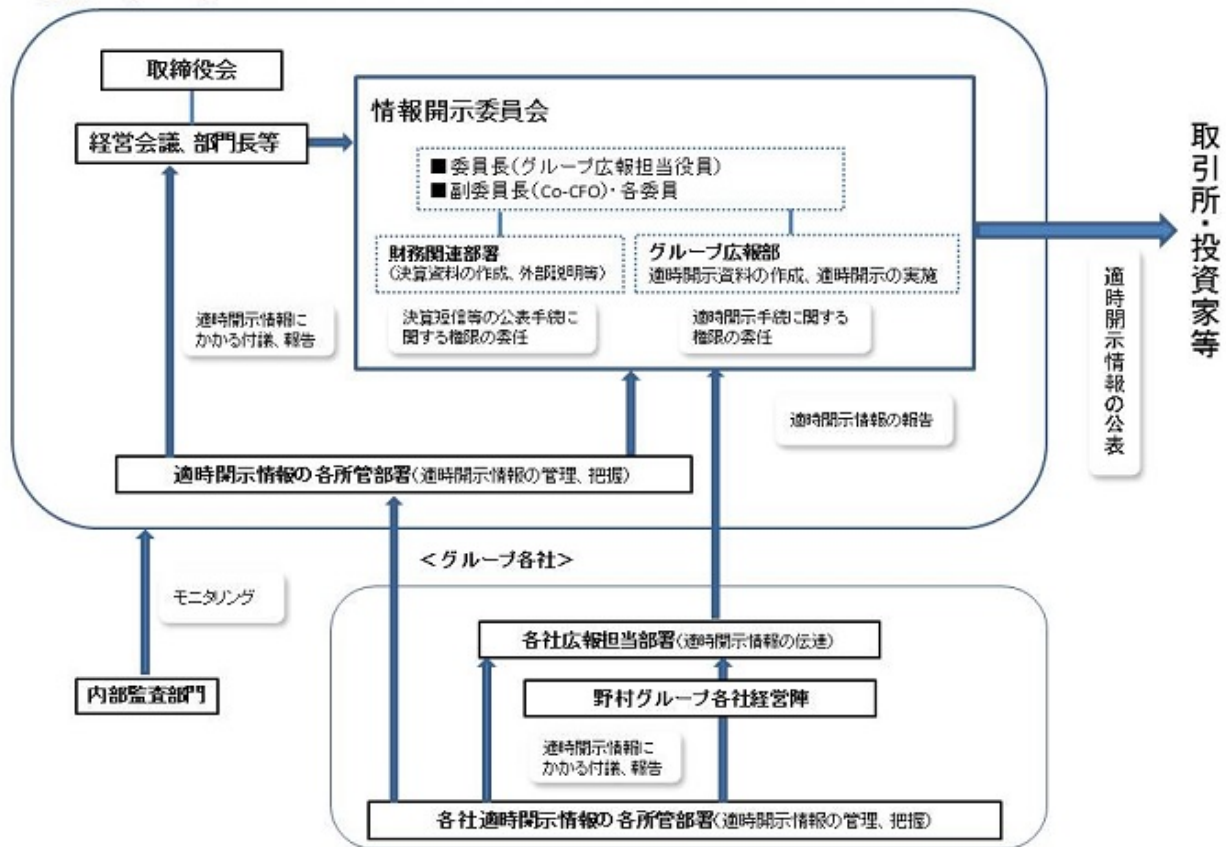 取締役会
経営会議、部門長等
情報開示委員会
■委員長(グループ広報担当役員)
■副委員長(Co-CFO)・各委員
財務関連部署
(決算資料の作成、外部説明等)
グループ広報部
適時開示資料の作成、適時開示の実施
決算短信等の公表手続に
関する権限の委任
適時開示手続に関する
権限の委任
適時開示情報に
かかる付議、報告
適時開示情報の報告
取引所・投資家等
適時開示情報の公表
適時開示情報の各所管部署(適時開示情報の管理、把握)
<グループ各社>
モニタリング
内部監査部門
各社広報担当部署(適時開示情報の伝達)
野村グループ各社経営陣
適時開示情報に
かかる付議、報告
各社適時開示情報の各所管部署(適時開示情報の管理、把握)